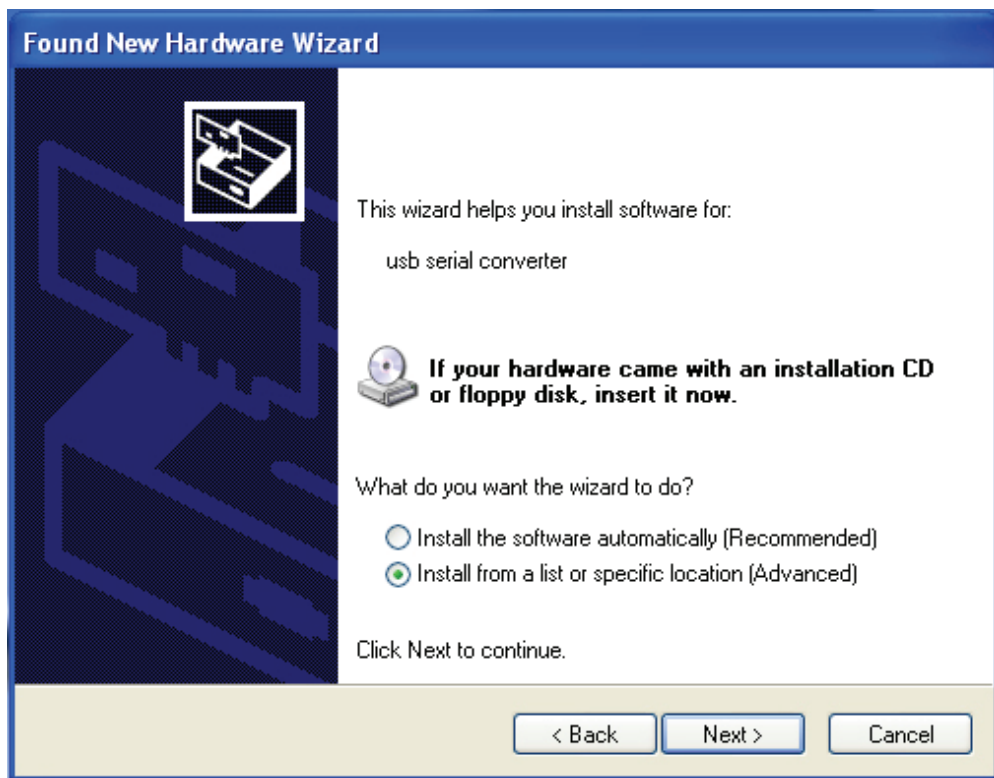 Found New Hardware Wizard
This wizard helps you install software for:
usb serial converter
If your hardware came with an installation CD
or floppy disk, insert it now.
What do you want the wizard to do?
Install the software automatically (Recommended)
Install from a list or specific location (Advanced)
Click Next to continue.
< Back Next > Cancel